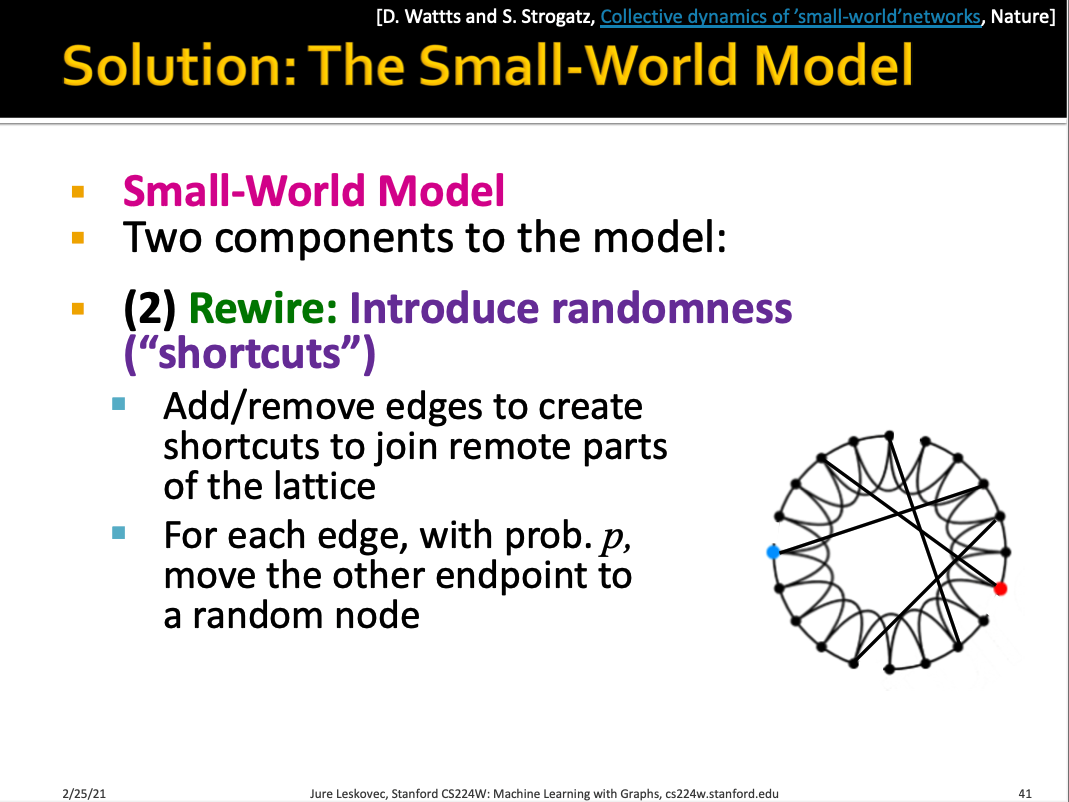 [D. Wattts and S. Strogatz, Collective dynamics of ’small-world’networks, Nature]
Solution: The Small-World Model
Small-World Model
Two components to the model:
(2) Rewire: Introduce randomness
(“shortcuts”)
Add/remove edges to create
shortcuts to join remote parts
of the lattice
For each edge, with prob. p,
move the other endpoint to
a random node
2/25/21
Jure Leskovec, Stanford CS224W: Machine Learning with Graphs, cs224w.stanford.edu
41